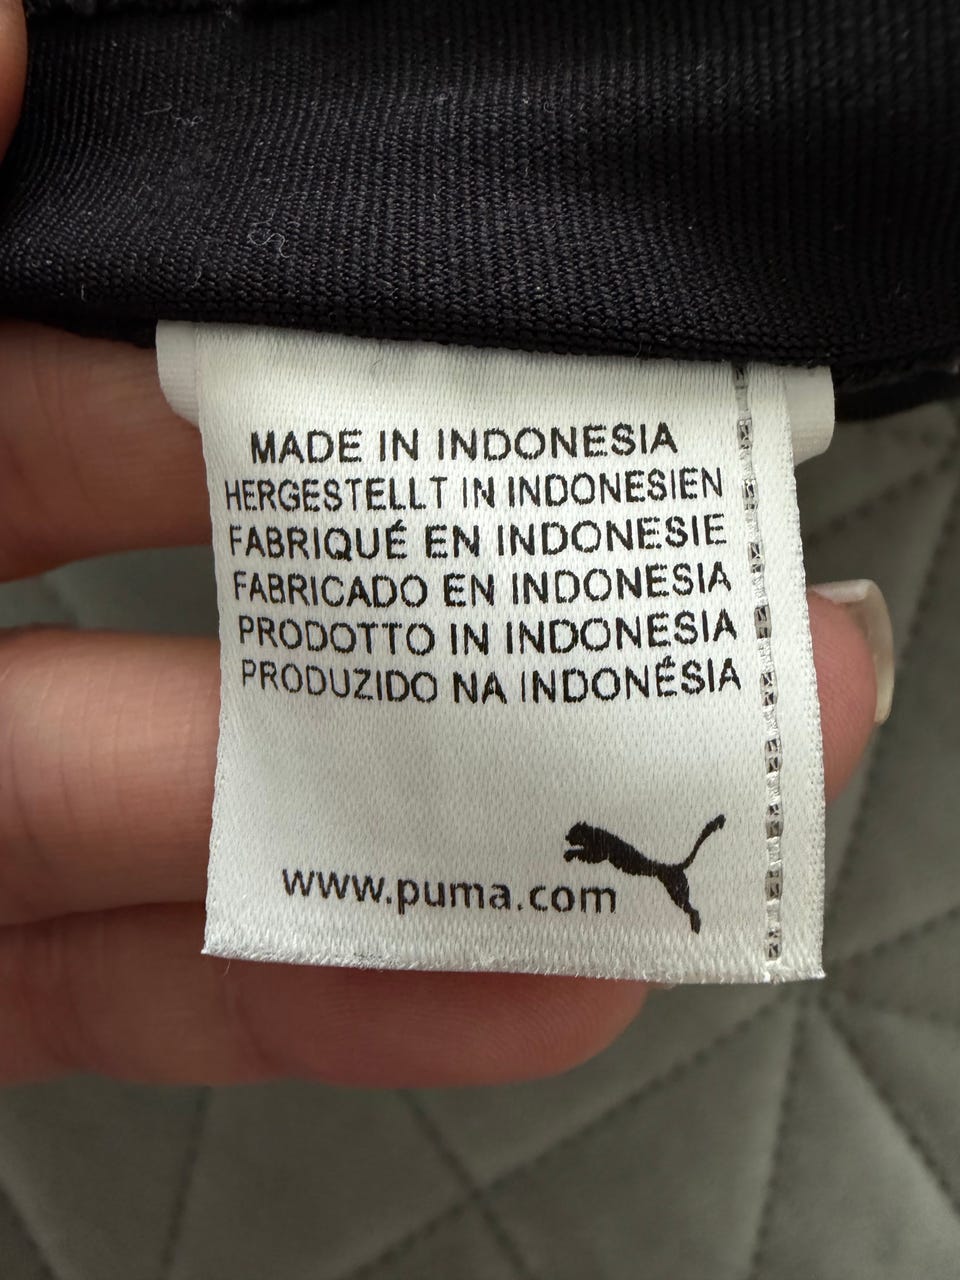 MADE IN INDONESIA
HERGESTELLT IN INDONESIEN
FABRIQUÉ EN INDONESIE
FABRICADO EN INDONESIA
PRODOTTO IN INDONESIA
PRODUZIDO NA INDONÉSIA
www.puma.com